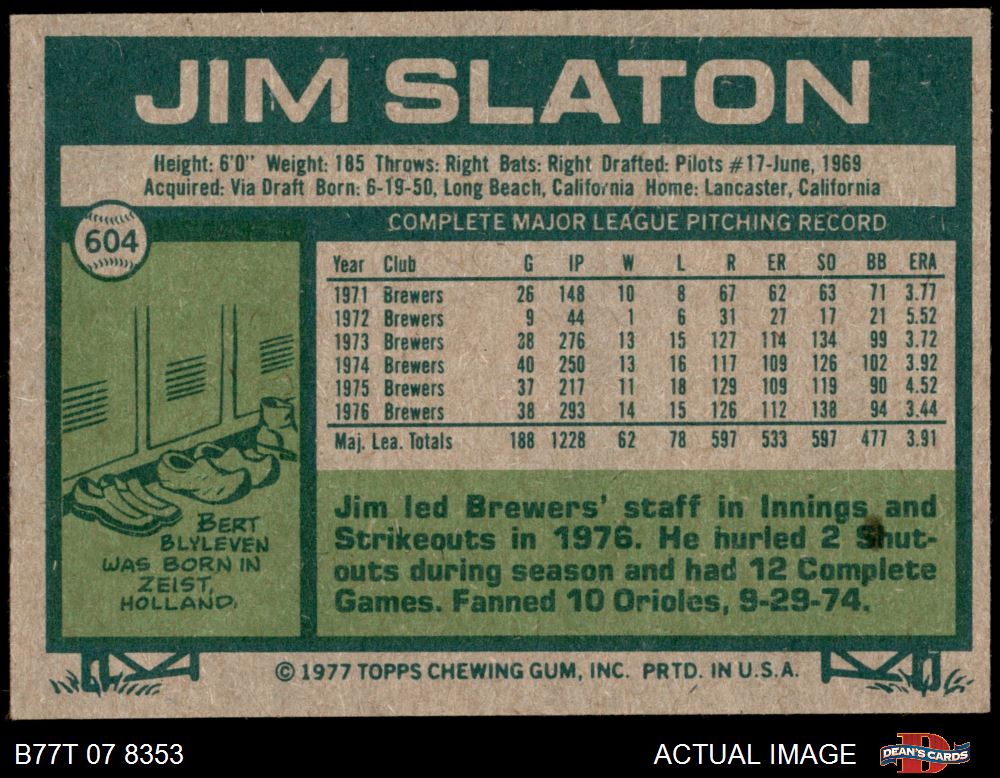 JIM SLATON
Height: 6'0" Weight: 185 Throws: Right Bats: Right Drafted: Pilots #17-June, 1969
Acquired: Via Draft Born: 6-19-50, Long Beach, California Home: Lancaster, California
604
COMPLETE MAJOR LEAGUE PITCHING RECORD
Year Club G IP W L R ER SO BB ERA
1971 Brewers 26 148 10 8 67 62 63 71 3.77
1972 Brewers 9 44 1 6 31 27 17 21 5.52
1973 Brewers 38 276 13 15 127 114 134 99 3.72
1974 Brewers 40 250 13 16 117 109 126 102 3.92
1975 Brewers 37 217 11 18 129 109 119 90 4.52
1976 Brewers 38 293 14 15 126 112 138 94 3.44
Maj. Lea. Totals 188 1228 62 78 597 533 597 477 3.91
BERT
BLYLEVEN
WAS BORN IN
ZEIST,
HOLLAND.
Jim led Brewers' staff in Innings and
Strikeouts in 1976. He hurled 2 Shut-
outs during season and had 12 Complete
Games. Fanned 10 Orioles, 9-29-74.
© 1977 TOPPS CHEWING GUM, INC. PRTD. IN U.S.A.
B77T 07 8353
ACTUAL IMAGE
D
DEAN'S CARDS